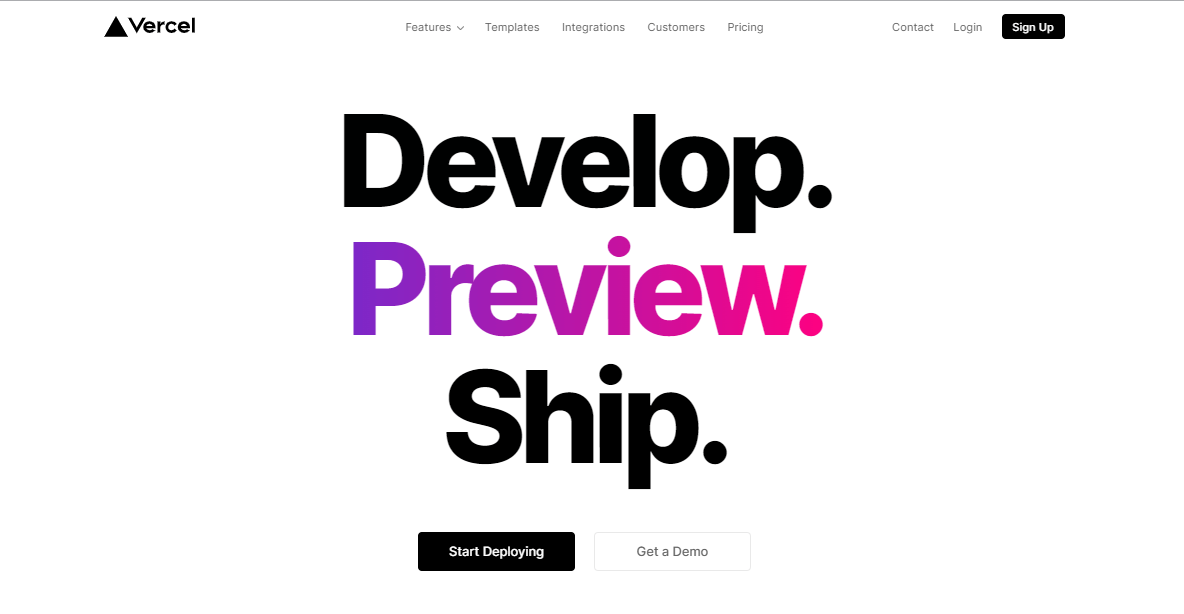 Vercel
Features Templates Integrations Customers Pricing
Contact Login Sign Up
Develop.
Preview.
Ship.
Start Deploying Get a Demo